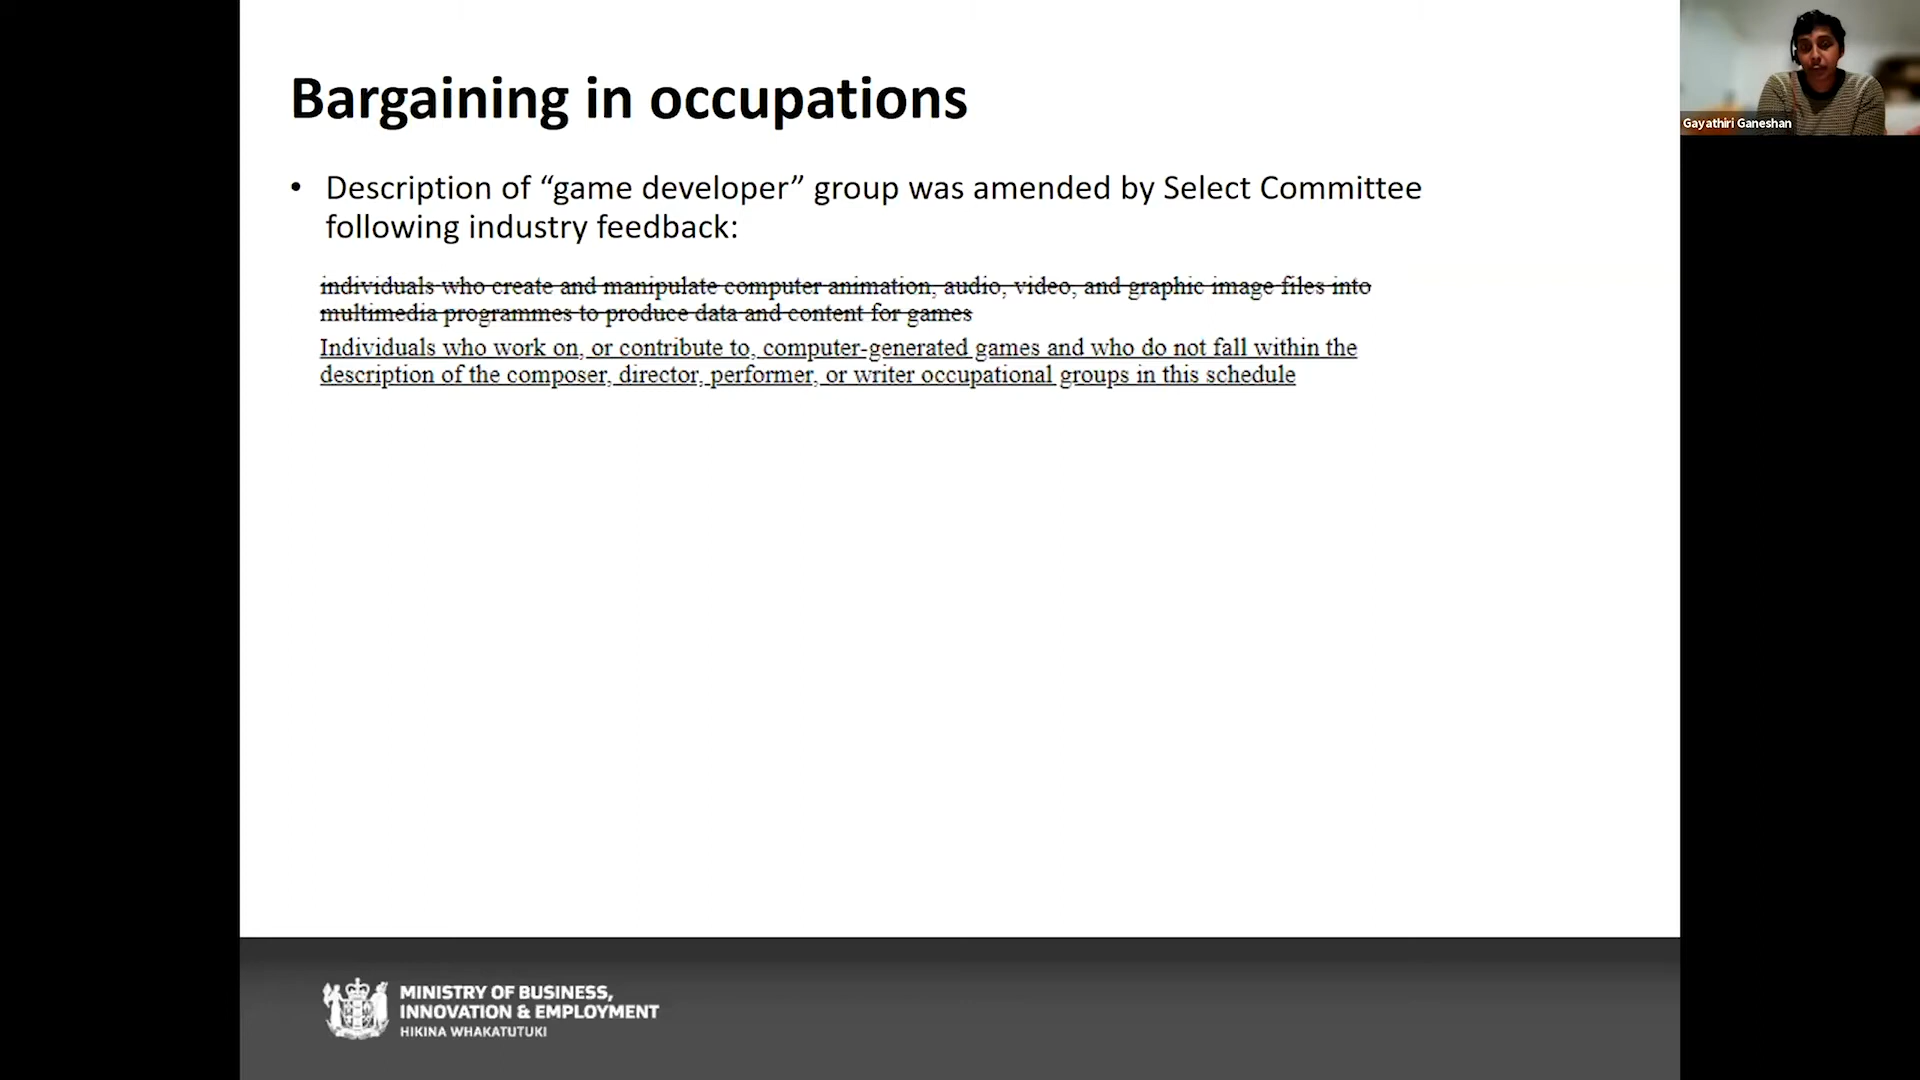 Bargaining in occupations
Gayathiri Ganeshan
• Description of “game developer” group was amended by Select Committee
following industry feedback:
individuals who create and manipulate computer animation, audio, video, and graphic image files into
multimedia programmes to produce data and content for games
Individuals who work on, or contribute to, computer-generated games and who do not fall within the
description of the composer, director, performer, or writer occupational groups in this schedule
MINISTRY OF BUSINESS,
INNOVATION & EMPLOYMENT
HIKINA WHAKATUTUKI